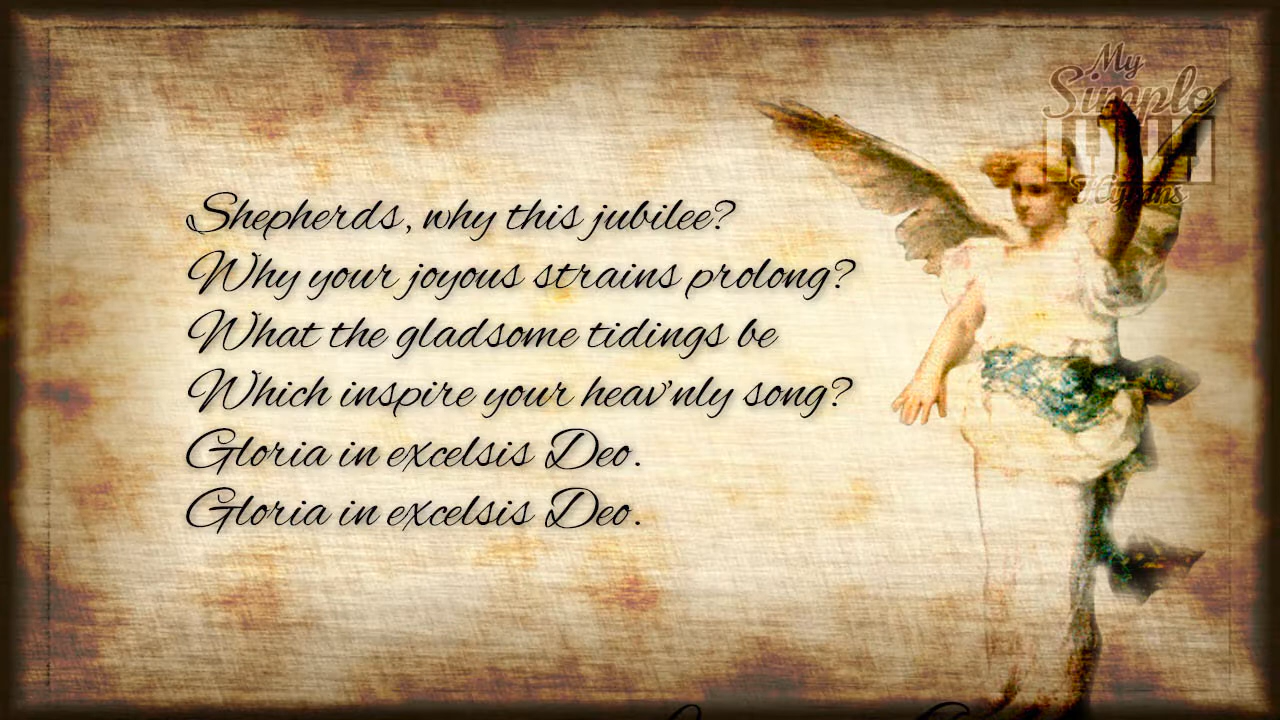 My
Simple
Hymns
Shepherds, why this jubilee?
Why your joyous strains prolong?
What the gladsome tidings be
Which inspire your heav'nly song?
Gloria in excelsis Deo.
Gloria in excelsis Deo.